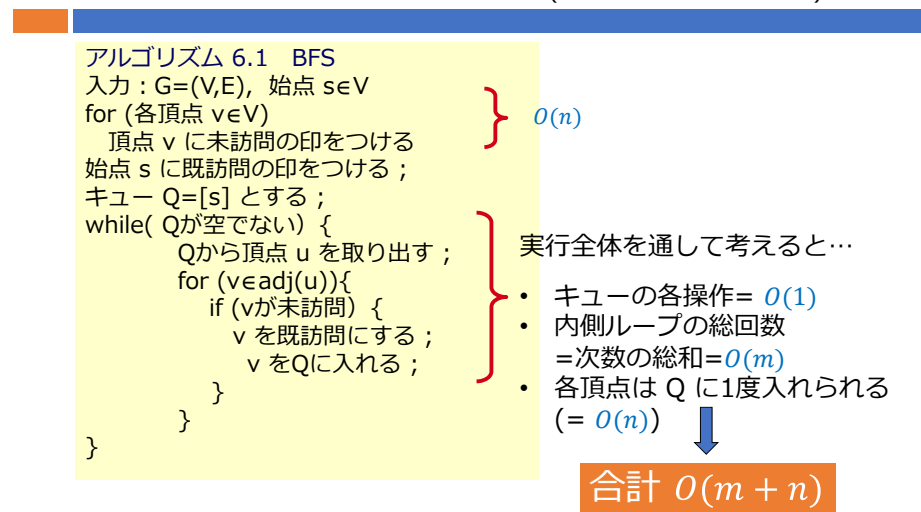 アルゴリズム 6.1 BFS
入力：G=(V,E), 始点 s∊V
for (各頂点 v∊V)
頂点 v に未訪問の印をつける
始点 s に既訪問の印をつける；
キュー Q=[s] とする；
while( Qが空でない）{
Qから頂点 u を取り出す；
for (v∊adj(u)){
if (vが未訪問）{
v を既訪問にする；
v をQに入れる；
}
}
}
O(n)
実行全体を通して考えると…
• キューの各操作= O(1)
• 内側ループの総回数
=次数の総和=O(m)
• 各頂点は Q に1度入れられる
(= O(n))
合計 O(m + n)